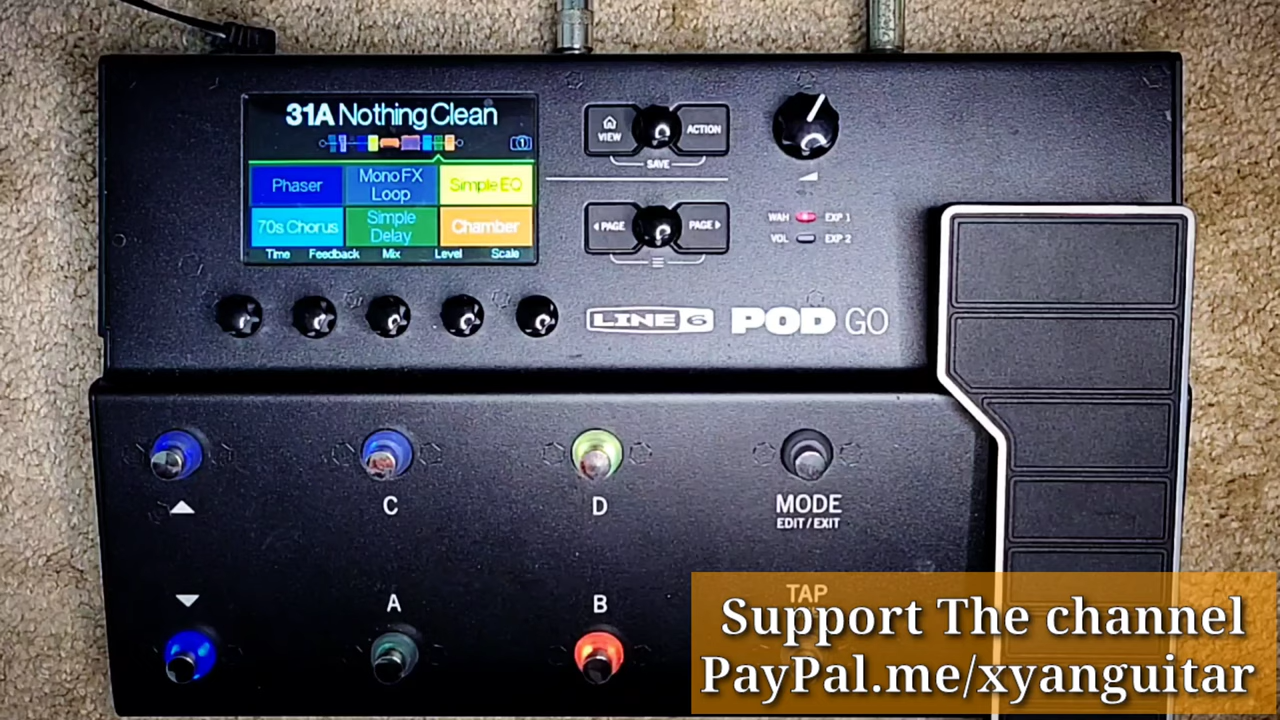 31A Nothing Clean
1
Phaser
Mono FX
Loop
Simple EQ
70s Chorus
Simple
Delay
Chamber
Time Feedback Mix Level Scale
VIEW
ACTION
SAVE
PAGE
PAGE
WAH EXP 1
VOL EXP 2
LINE 6 POD GO
C
D
MODE
EDIT / EXIT
A
B
TAP
Support The channel
PayPal.me/xyanguitar